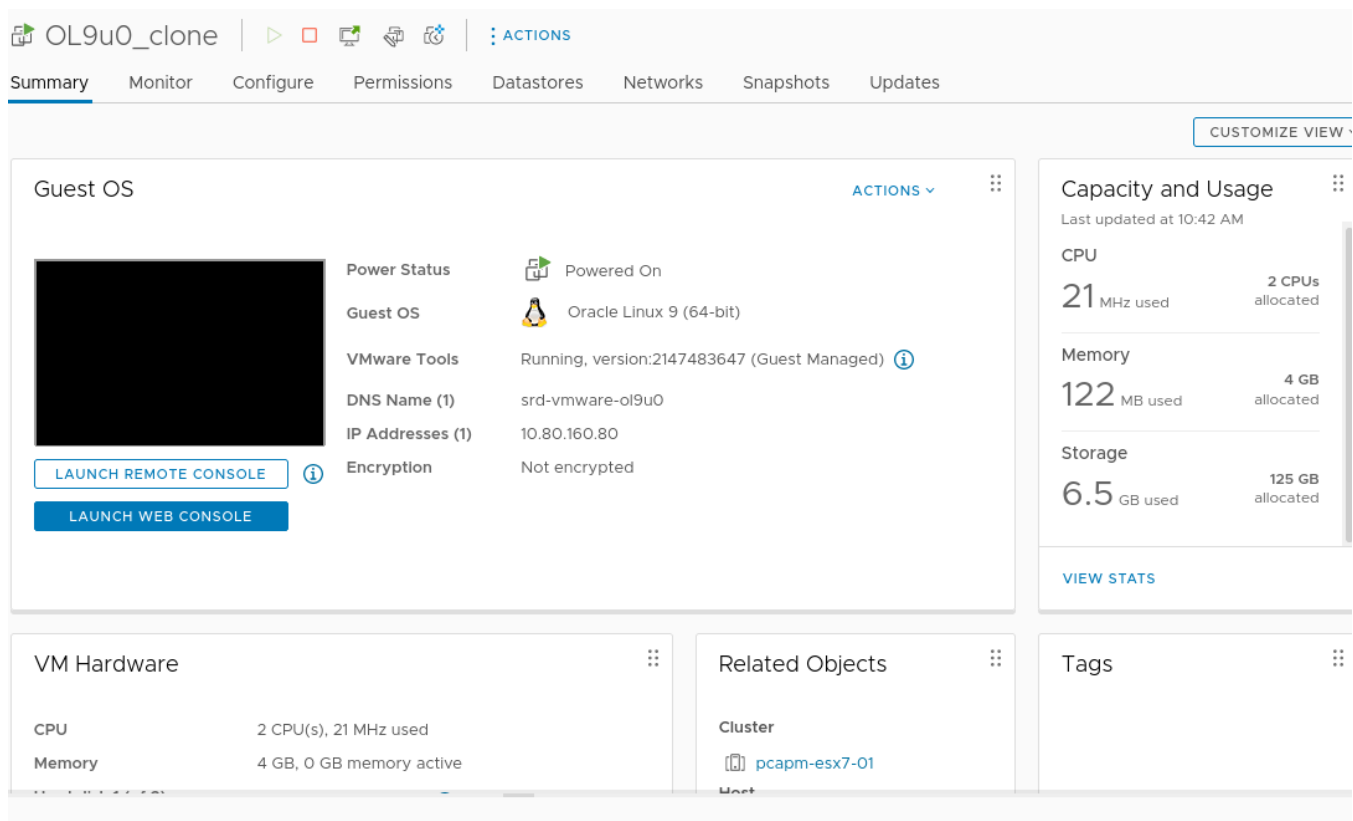 OL9u0_clone ACTIONS
Summary Monitor Configure Permissions Datastores Networks Snapshots Updates
CUSTOMIZE VIEW
Guest OS
ACTIONS
Power Status Powered On
Guest OS Oracle Linux 9 (64-bit)
VMware Tools Running, version:2147483647 (Guest Managed)
DNS Name (1) srd-vmware-ol9u0
IP Addresses (1) 10.80.160.80
Encryption Not encrypted
LAUNCH REMOTE CONSOLE
LAUNCH WEB CONSOLE
Capacity and Usage
Last updated at 10:42 AM
CPU
21 MHz used
2 CPUs
allocated
Memory
122 MB used
4 GB
allocated
Storage
6.5 GB used
125 GB
allocated
VIEW STATS
VM Hardware
CPU 2 CPU(s), 21 MHz used
Memory 4 GB, 0 GB memory active
Related Objects
Cluster
pcapm-esx7-01
Host
Tags